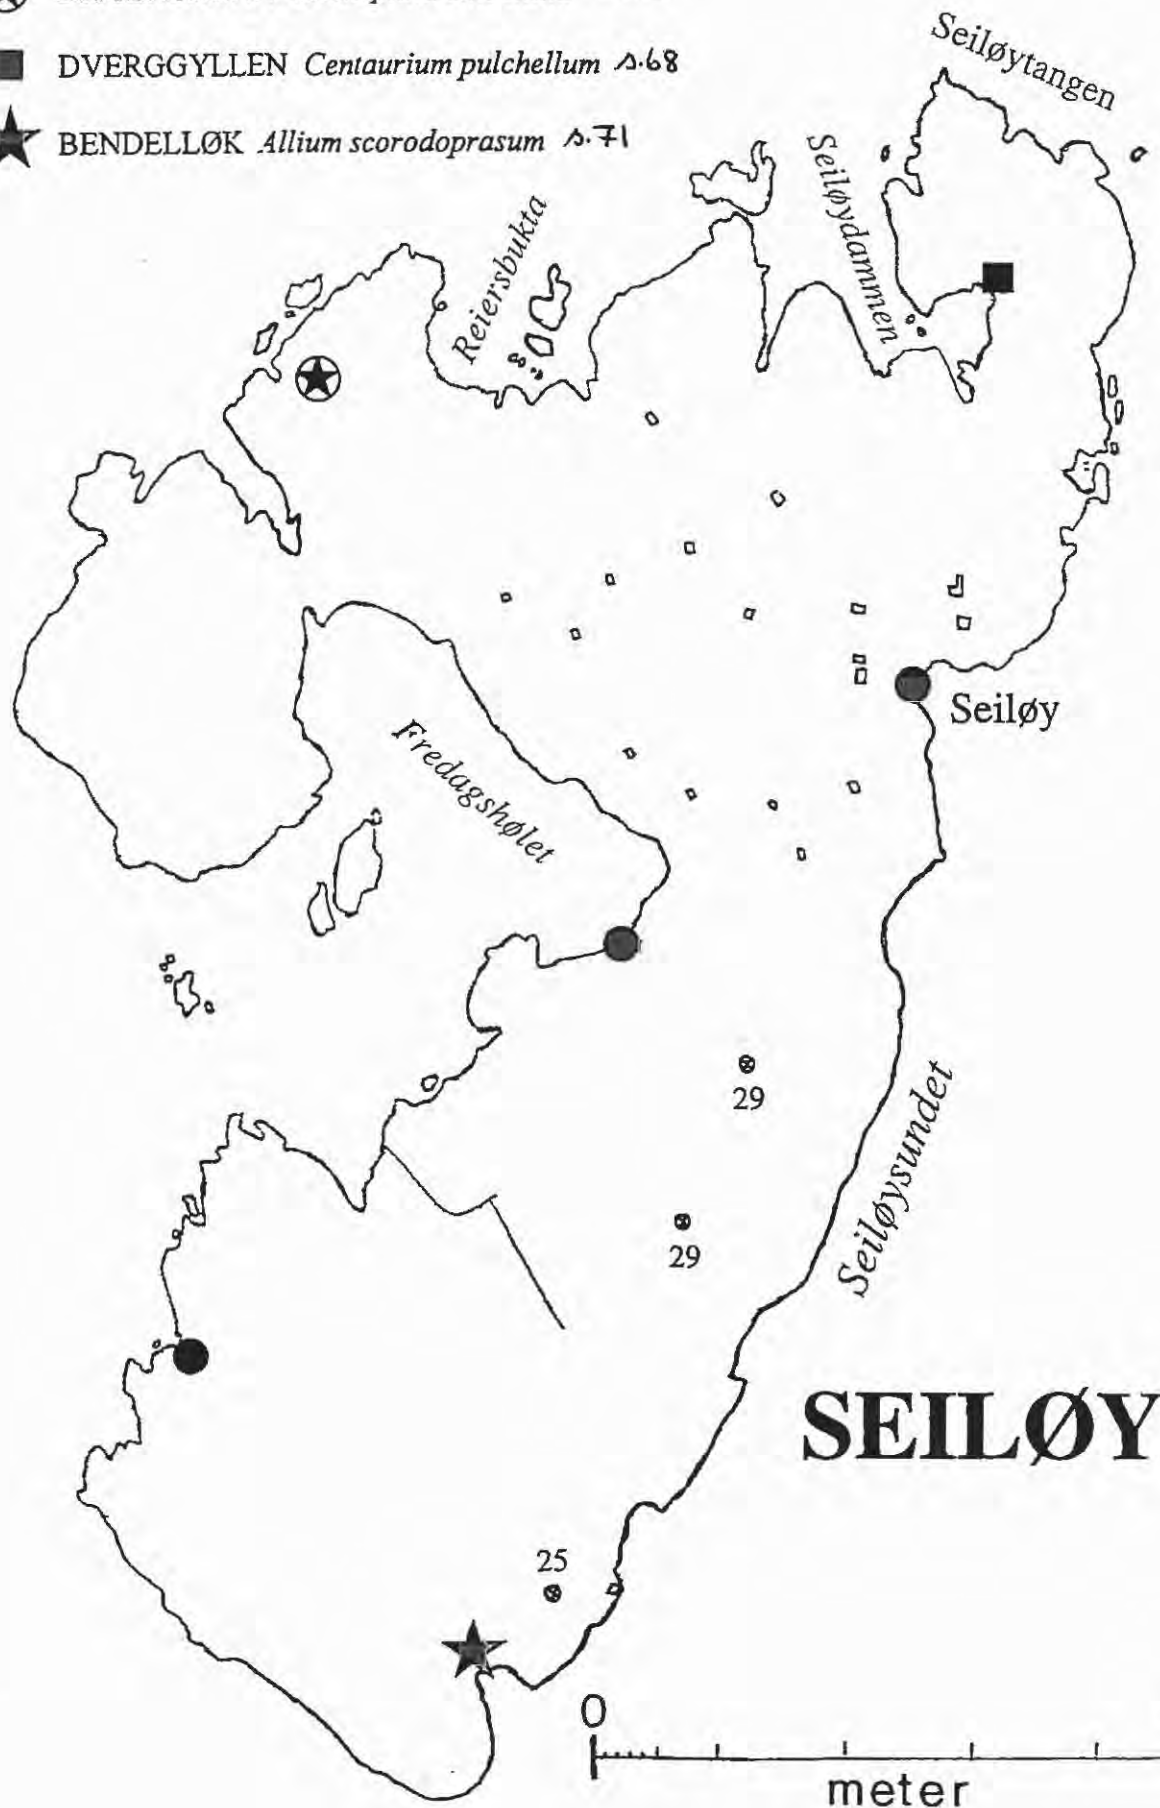 DVERGGYLLEN Centaurium pulchellum s.68
BENDELLØK Allium scorodoprasum s.71
Seiløytangen
Seiløydammen
Reiersbukta
Seiløy
Fredagshølet
29
Seiløysundet
29
SEILØY
25
0
meter